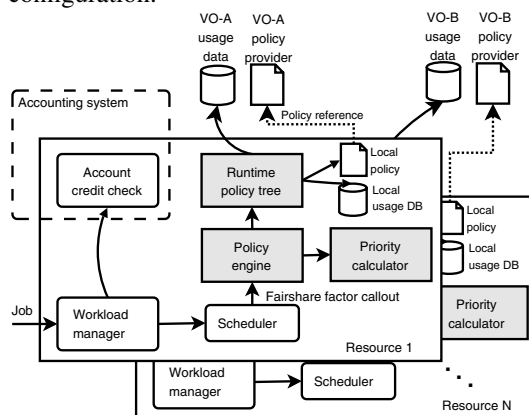 configuration.
VO-A
usage
data
VO-A
policy
provider
VO-B
usage
data
VO-B
policy
provider
Accounting system
Policy reference
Account
credit check
Runtime
policy tree
Local
policy
Local
usage DB
Local
policy
Local
usage DB
Policy
engine
Priority
calculator
Priority
calculator
Fairshare factor callout
Job
Workload
manager
Scheduler
Resource 1
Workload
manager
Scheduler
Resource N